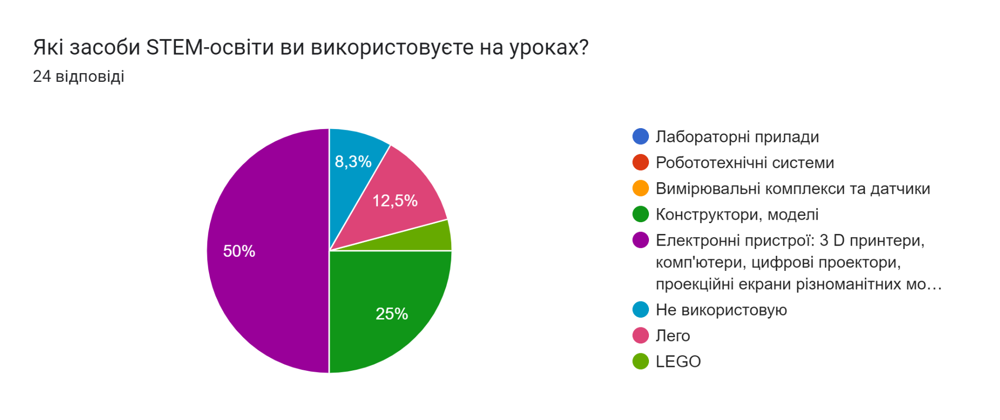 Які засоби STEM-освіти ви використовуєте на уроках?
24 відповіді
8,3%
12,5%
50%
25%
Лабораторні прилади
Робототехнічні системи
Вимірювальні комплекси та датчики
Конструктори, моделі
Електронні пристрої: 3 D принтери,
комп'ютери, цифрові проектори,
проекційні екрани різноманітних мо…
Не використовую
Лего
LEGO